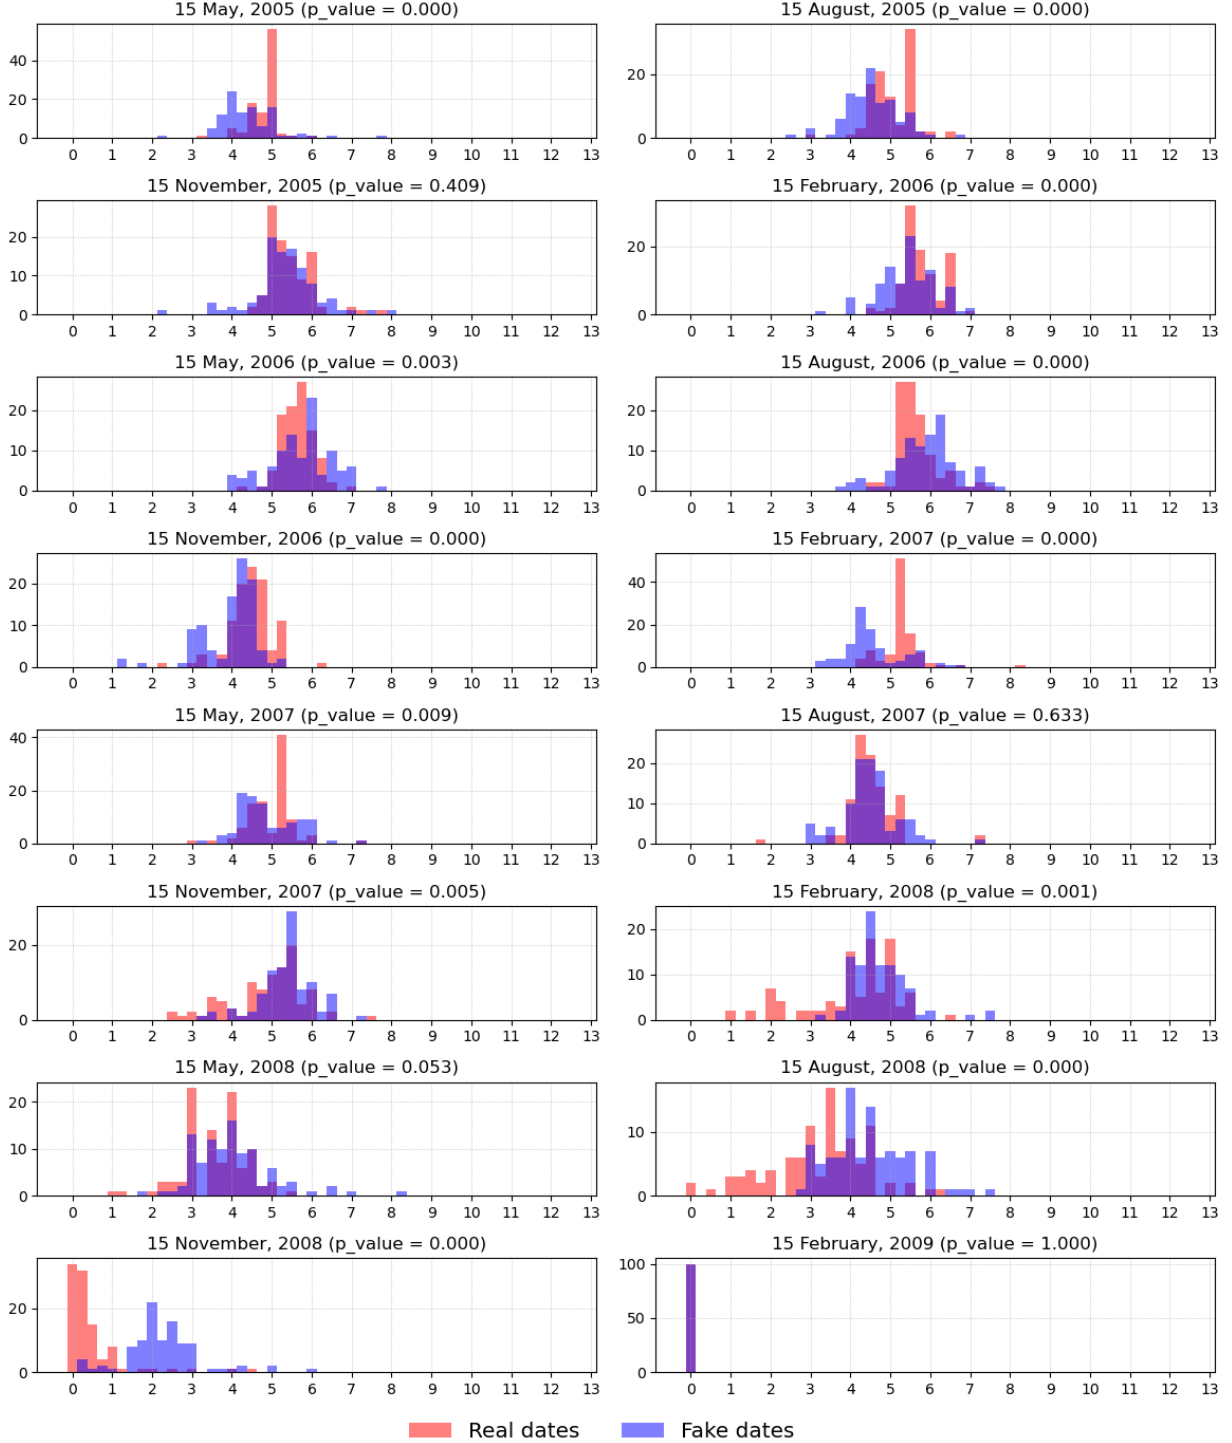 15 May, 2005 (p_value = 0.000)
40
20
0
0 1 2 3 4 5 6 7 8 9 10 11 12 13
15 August, 2005 (p_value = 0.000)
20
0
0 1 2 3 4 5 6 7 8 9 10 11 12 13
15 November, 2005 (p_value = 0.409)
20
10
0
0 1 2 3 4 5 6 7 8 9 10 11 12 13
15 February, 2006 (p_value = 0.000)
20
0
0 1 2 3 4 5 6 7 8 9 10 11 12 13
15 May, 2006 (p_value = 0.003)
20
10
0
0 1 2 3 4 5 6 7 8 9 10 11 12 13
15 August, 2006 (p_value = 0.000)
20
10
0
0 1 2 3 4 5 6 7 8 9 10 11 12 13
15 November, 2006 (p_value = 0.000)
20
10
0
0 1 2 3 4 5 6 7 8 9 10 11 12 13
15 February, 2007 (p_value = 0.000)
40
20
0
0 1 2 3 4 5 6 7 8 9 10 11 12 13
15 May, 2007 (p_value = 0.009)
40
20
0
0 1 2 3 4 5 6 7 8 9 10 11 12 13
15 August, 2007 (p_value = 0.633)
20
10
0
0 1 2 3 4 5 6 7 8 9 10 11 12 13
15 November, 2007 (p_value = 0.005)
20
0
0 1 2 3 4 5 6 7 8 9 10 11 12 13
15 February, 2008 (p_value = 0.001)
20
10
0
0 1 2 3 4 5 6 7 8 9 10 11 12 13
15 May, 2008 (p_value = 0.053)
20
10
0
0 1 2 3 4 5 6 7 8 9 10 11 12 13
15 August, 2008 (p_value = 0.000)
10
0
0 1 2 3 4 5 6 7 8 9 10 11 12 13
15 November, 2008 (p_value = 0.000)
20
0
0 1 2 3 4 5 6 7 8 9 10 11 12 13
15 February, 2009 (p_value = 1.000)
100
50
0
0 1 2 3 4 5 6 7 8 9 10 11 12 13
Real dates Fake dates